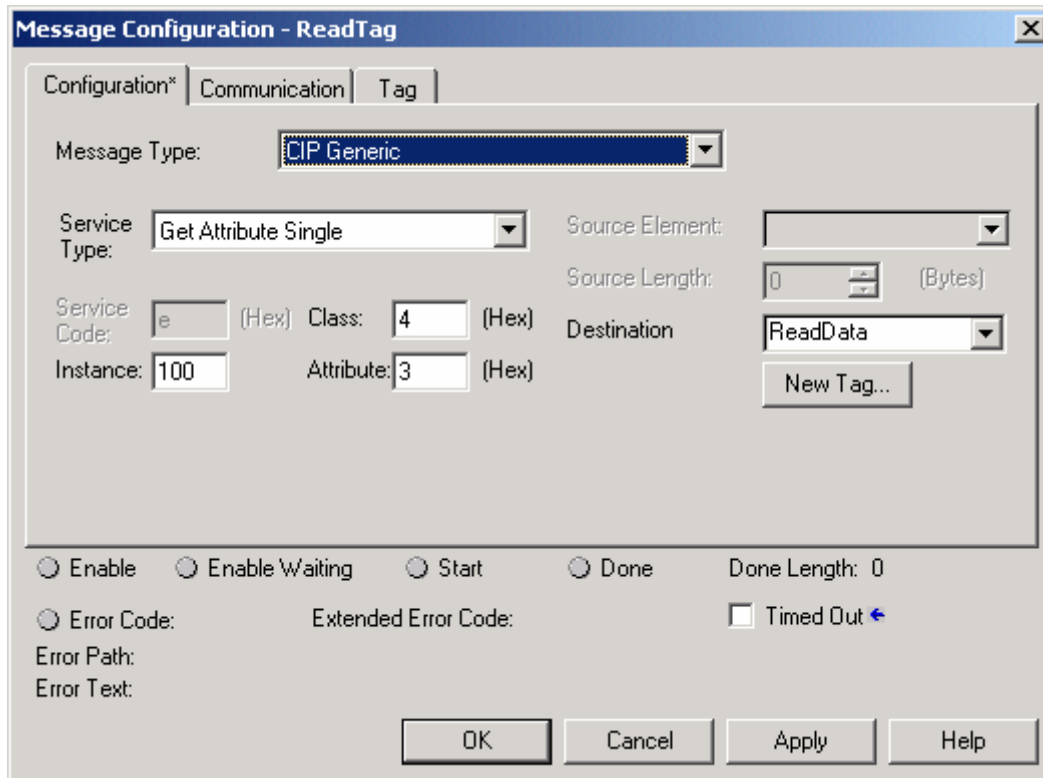 Message Configuration - ReadTag
Configuration* Communication Tag
Message Type: CIP Generic
Service Type: Get Attribute Single
Source Element:
Source Length: 0 (Bytes)
Service Code: e (Hex) Class: 4 (Hex)
Destination ReadData
Instance: 100 Attribute: 3 (Hex)
New Tag...
Enable Enable Waiting Start Done Done Length: 0
Error Code: Extended Error Code: Timed Out
Error Path:
Error Text:
OK Cancel Apply Help